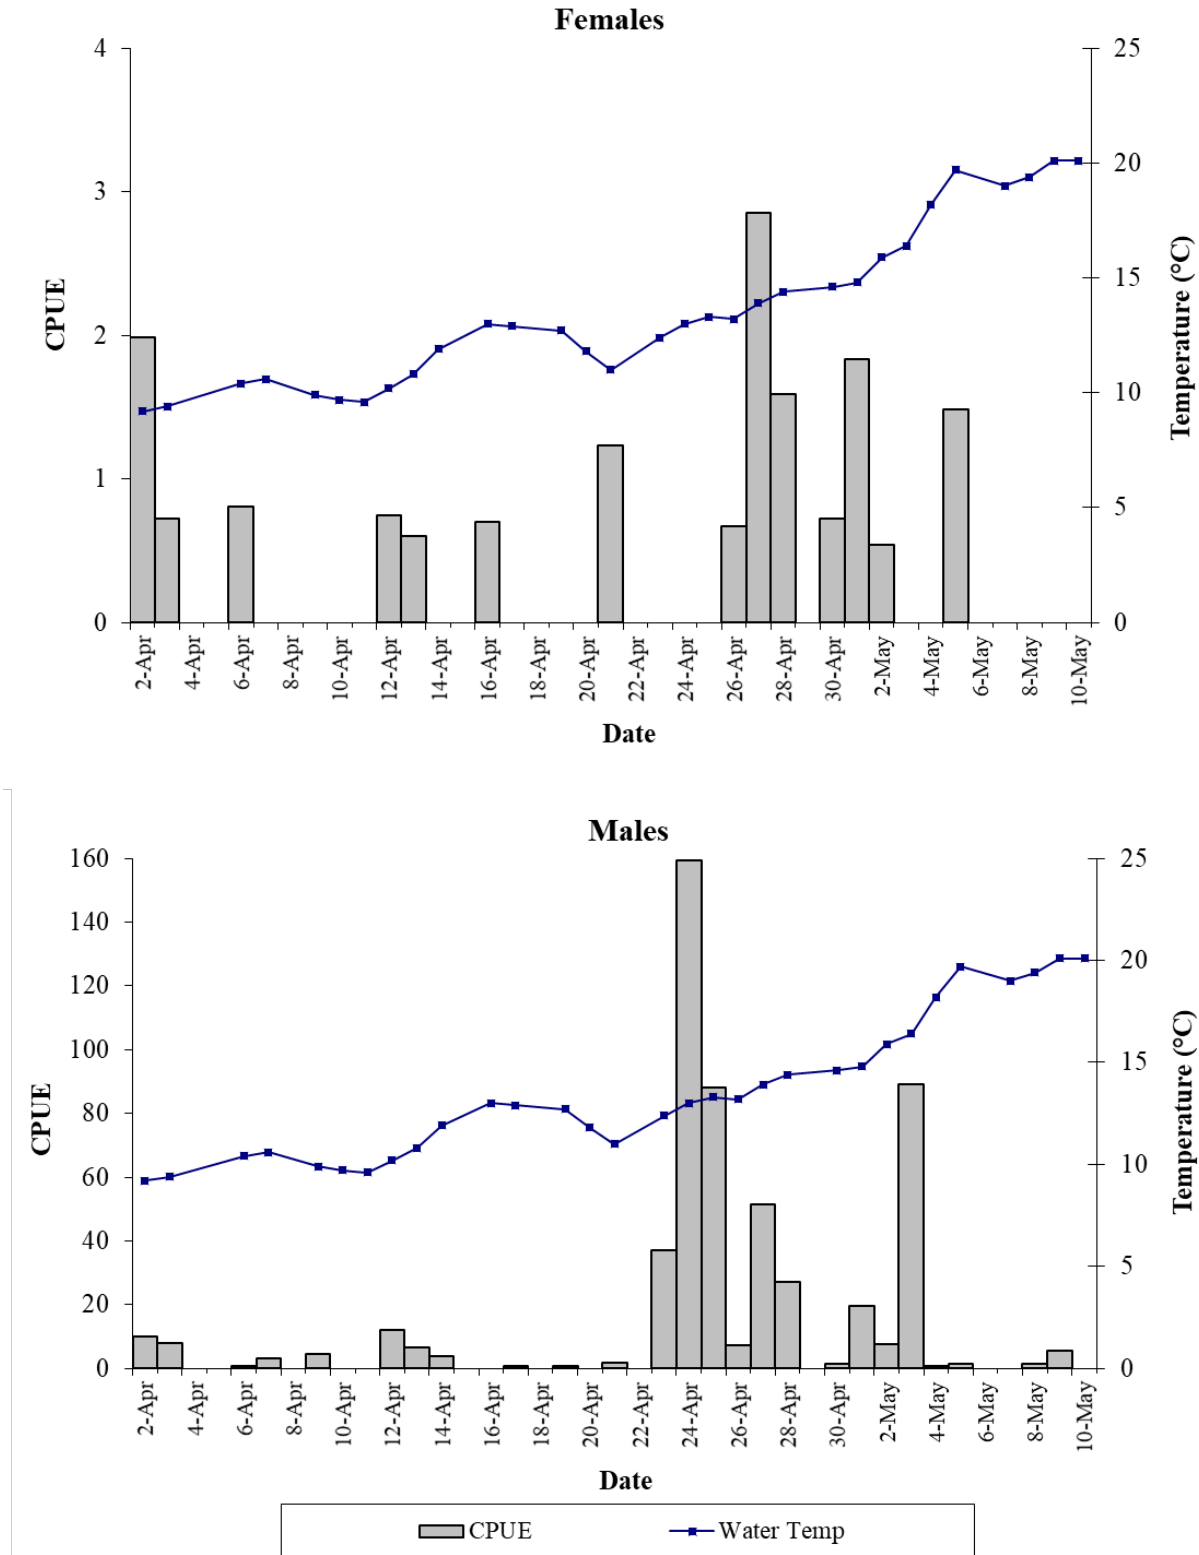 Females
4
3
2
1
0
CPUE
25
20
15
10
5
0
Temperature (°C)
2-Apr
4-Apr
6-Apr
8-Apr
10-Apr
12-Apr
14-Apr
16-Apr
18-Apr
20-Apr
22-Apr
24-Apr
26-Apr
28-Apr
30-Apr
2-May
4-May
6-May
8-May
10-May
Date
Males
160
140
120
100
80
60
40
20
0
CPUE
25
20
15
10
5
0
Temperature (°C)
2-Apr
4-Apr
6-Apr
8-Apr
10-Apr
12-Apr
14-Apr
16-Apr
18-Apr
20-Apr
22-Apr
24-Apr
26-Apr
28-Apr
30-Apr
2-May
4-May
6-May
8-May
10-May
Date
CPUE Water Temp